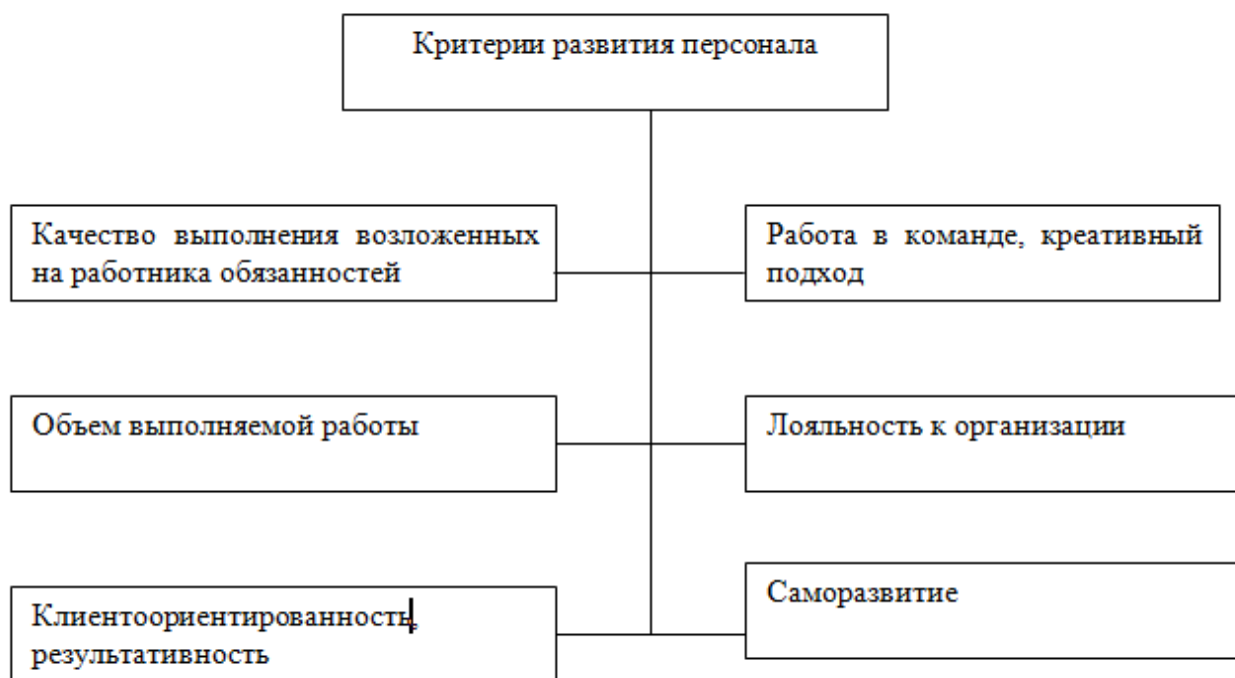 Критерии развития персонала
Качество выполнения возложенных
на работника обязанностей
Работа в команде, креативный
подход
Объем выполняемой работы
Лояльность к организации
Клиентоориентированность,
результативность
Саморазвитие